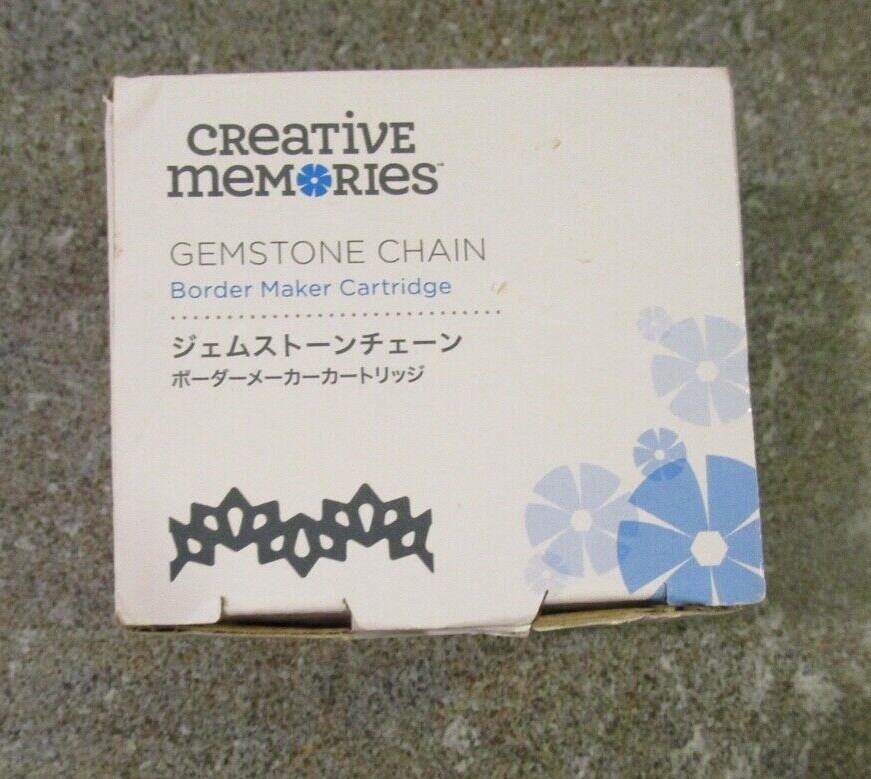 CReATiVE
meMORies™
GEMSTONE CHAIN
Border Maker Cartridge
ジェムストーンチェーン
ボーダーメーカーカートリッジ